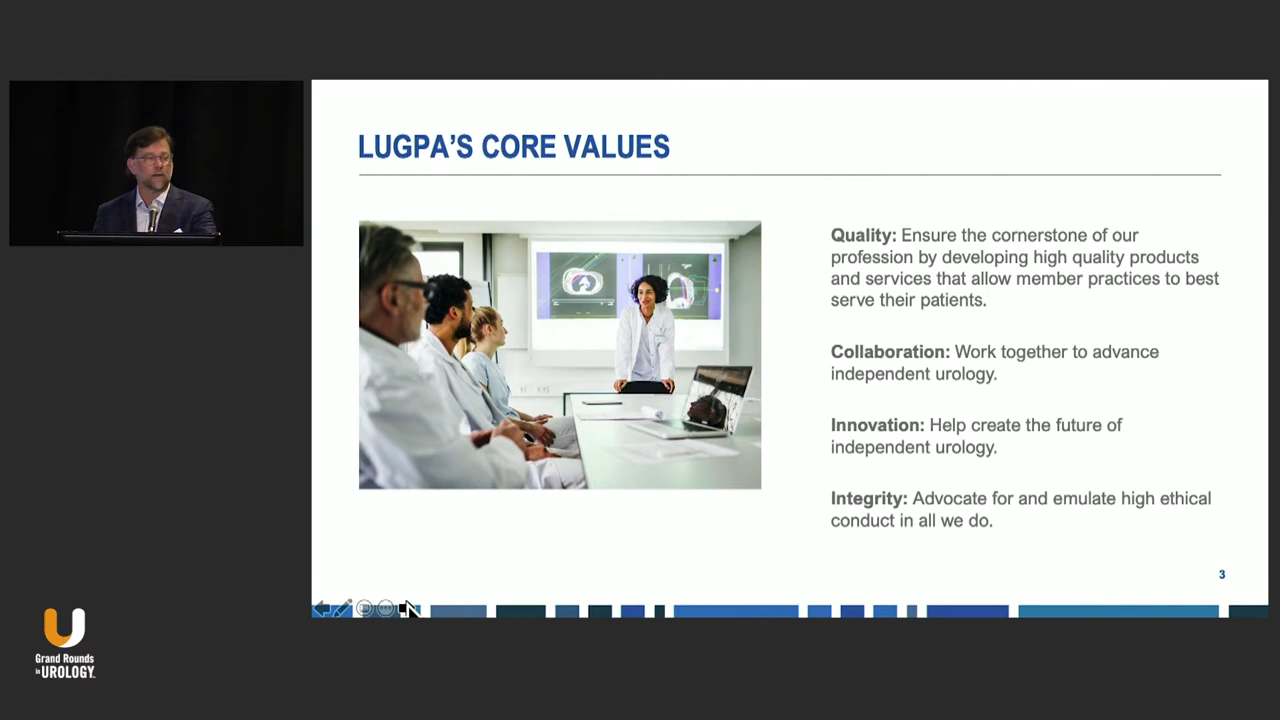 LUGPA'S CORE VALUES
Quality: Ensure the cornerstone of our
profession by developing high quality products
and services that allow member practices to best
serve their patients.
Collaboration: Work together to advance
independent urology.
Innovation: Help create the future of
independent urology.
Integrity: Advocate for and emulate high ethical
conduct in all we do.
3
Grand Rounds
in UROLOGY